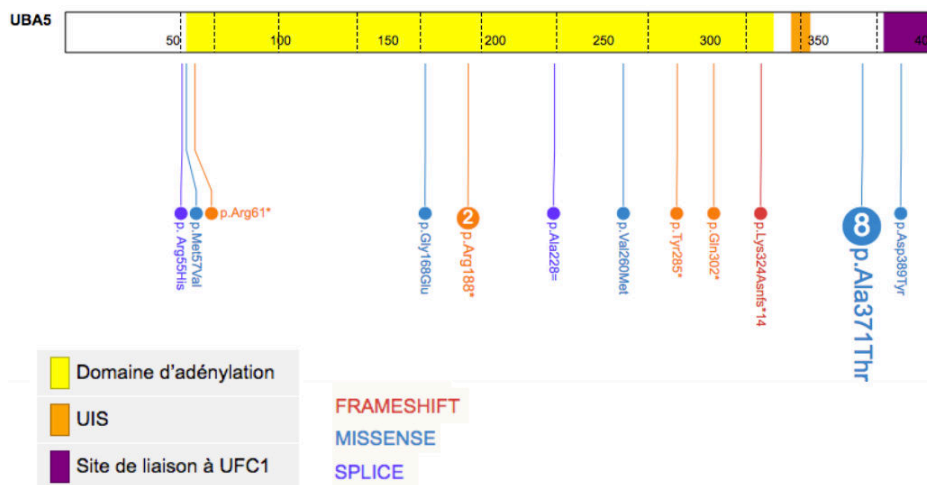 UBA5
50 100 150 200 250 300 350 40
p. Arg55His
p.Met57Val
p.Arg61*
p.Gly168Glu
2
p.Arg188*
p.Ala228=
p.Val260Met
p.Tyr285*
p.Gln302*
p.Lys324Asnfs*14
8
p.Ala371Thr
p.Asp389Tyr
Domaine d'adénylation
UIS
Site de liaison à UFC1
FRAMESHIFT
MISSENSE
SPLICE